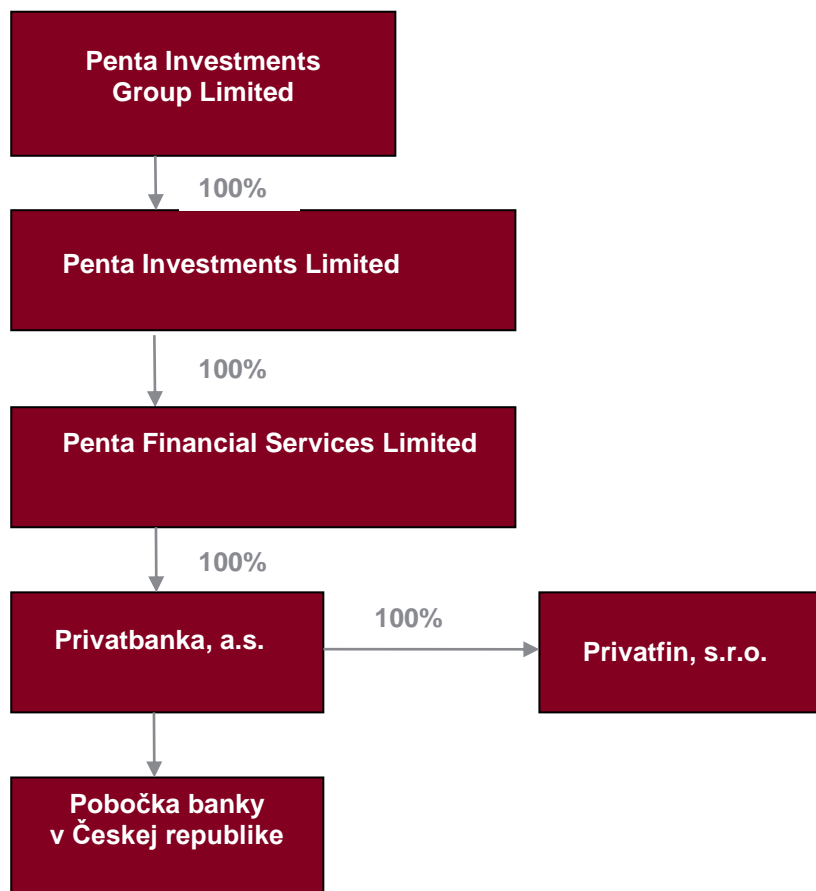 Penta Investments
Group Limited
100%
Penta Investments Limited
100%
Penta Financial Services Limited
100%
Privatbanka, a.s.
100%
Privatfin, s.r.o.
Pobočka banky
v Českej republike